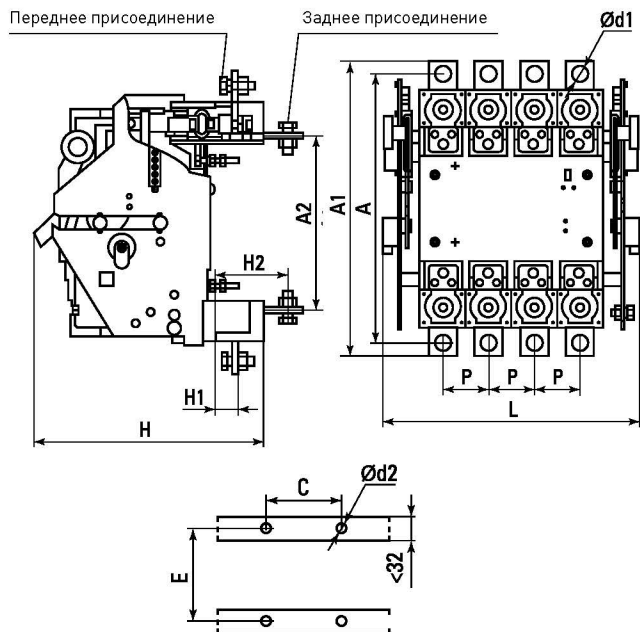 Переднее присоединение
Заднее присоединение
Ød1
A2
A1
A
H2
H1
H
P
P
P
L
Ød2
C
E
<32